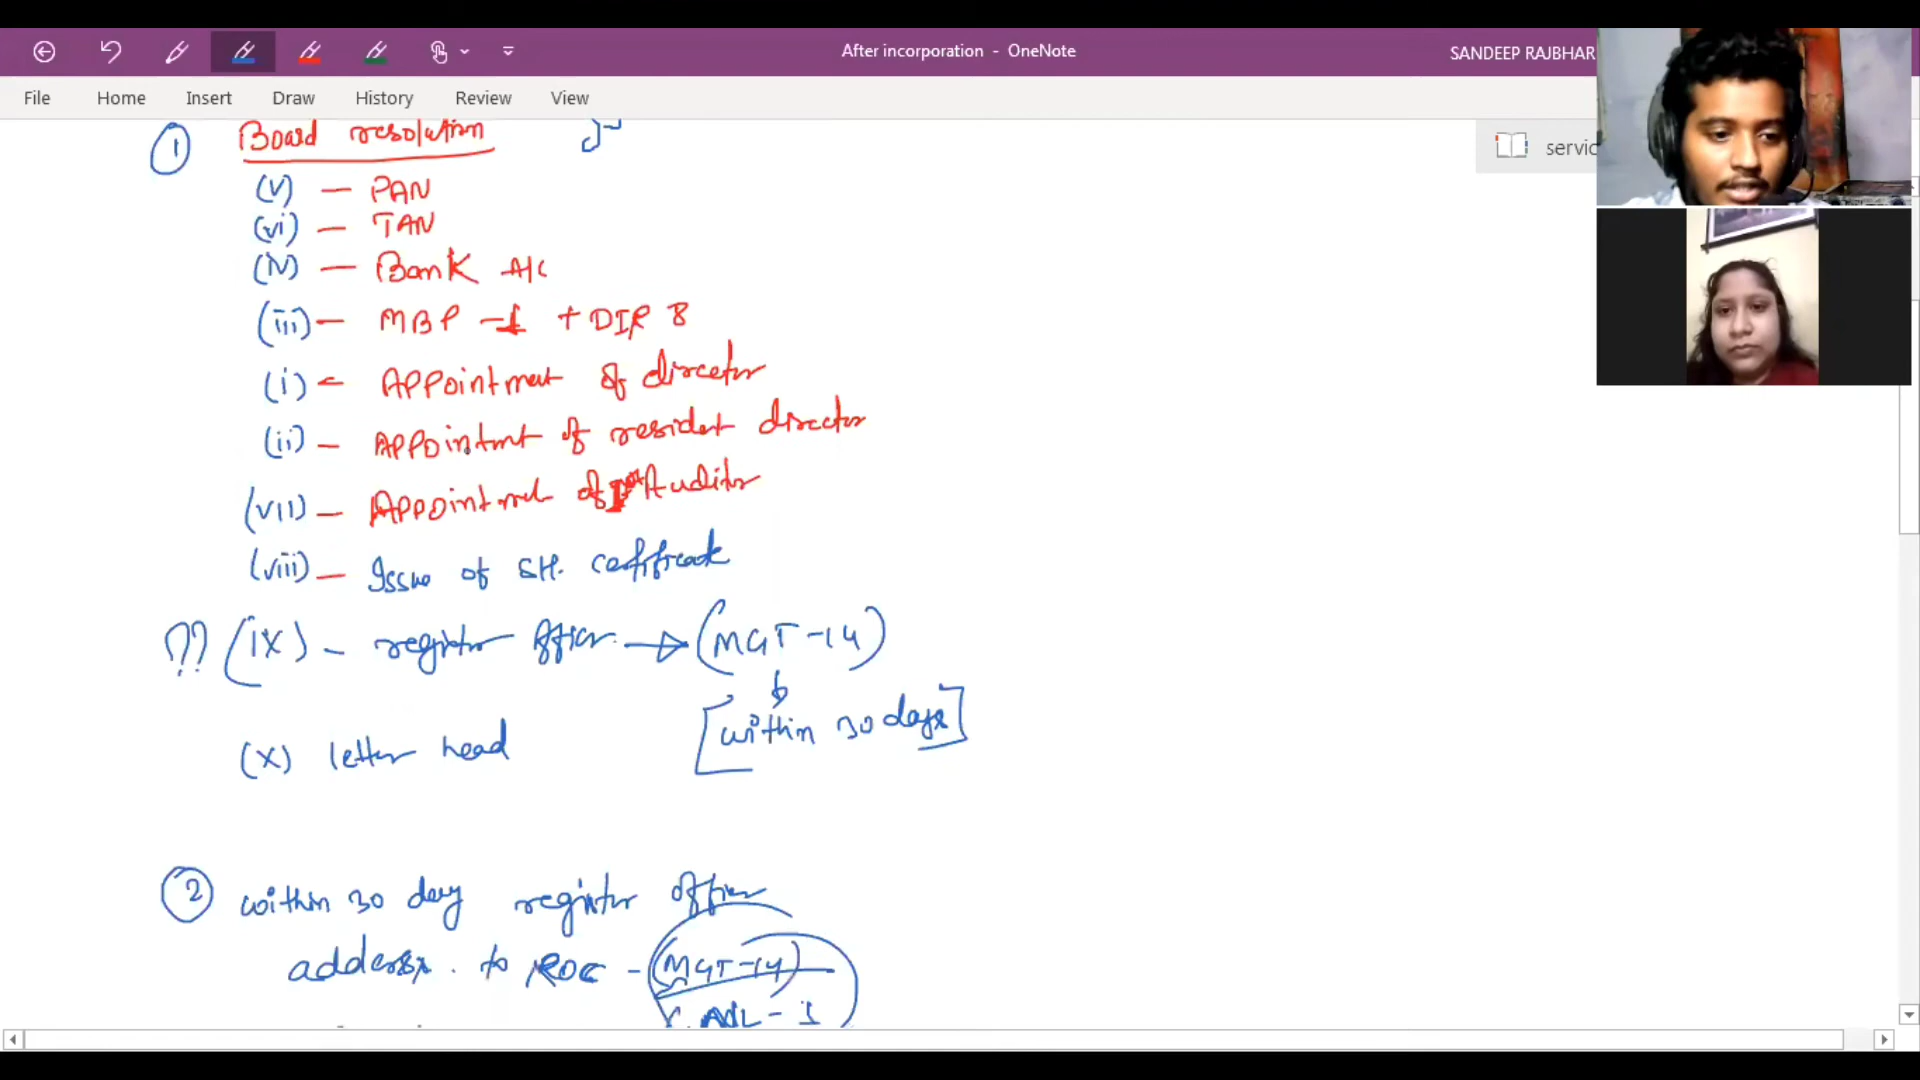 After incorporation - OneNote
SANDEEP RAJBHAR
File Home Insert Draw History Review View
servic
① Board resolution
(v) — PAN
(vi) — TAN
(iv) — Bank A/C
(iii) — MBP -1 + DIR 8
(i) — Appointment of director
(ii) — Appointment of resident director
(vii) — Appointment of 1st Auditor
(viii) — Issue of SH. certificate
?? (IX) - register office → (MGT-14)
[within 30 days]
(X) letter head
② within 30 day register office
address. to ROC - (MGT-14)